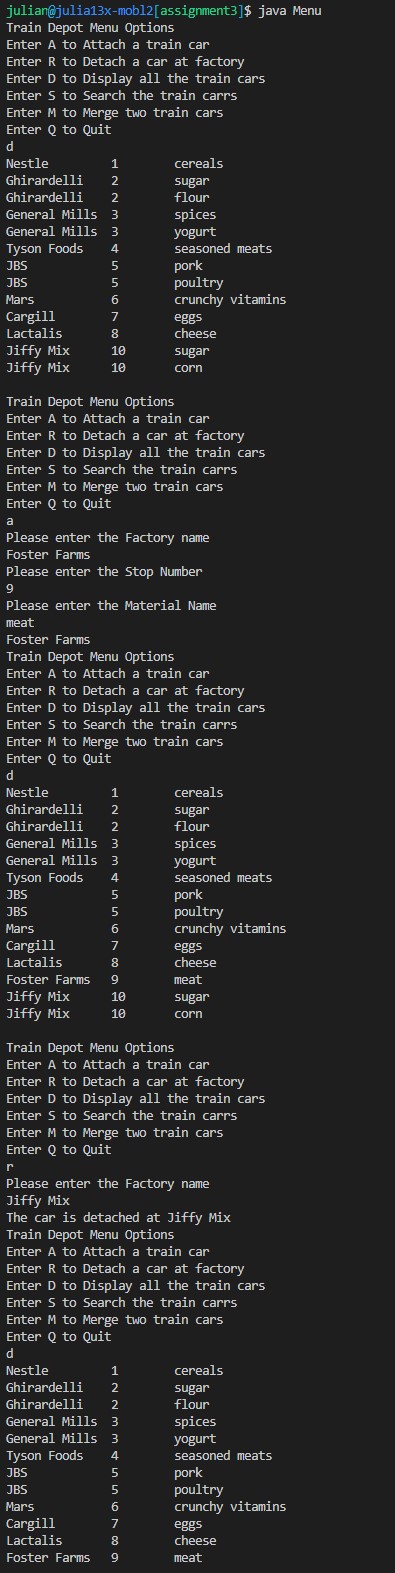 julian@julia13x-mobl2[assignment3]$ java Menu
Train Depot Menu Options
Enter A to Attach a train car
Enter R to Detach a car at factory
Enter D to Display all the train cars
Enter S to Search the train carrs
Enter M to Merge two train cars
Enter Q to Quit
d
Nestle 1 cereals
Ghirardelli 2 sugar
Ghirardelli 2 flour
General Mills 3 spices
General Mills 3 yogurt
Tyson Foods 4 seasoned meats
JBS 5 pork
JBS 5 poultry
Mars 6 crunchy vitamins
Cargill 7 eggs
Lactalis 8 cheese
Jiffy Mix 10 sugar
Jiffy Mix 10 corn
Train Depot Menu Options
Enter A to Attach a train car
Enter R to Detach a car at factory
Enter D to Display all the train cars
Enter S to Search the train carrs
Enter M to Merge two train cars
Enter Q to Quit
a
Please enter the Factory name
Foster Farms
Please enter the Stop Number
9
Please enter the Material Name
meat
Foster Farms
Train Depot Menu Options
Enter A to Attach a train car
Enter R to Detach a car at factory
Enter D to Display all the train cars
Enter S to Search the train carrs
Enter M to Merge two train cars
Enter Q to Quit
d
Nestle 1 cereals
Ghirardelli 2 sugar
Ghirardelli 2 flour
General Mills 3 spices
General Mills 3 yogurt
Tyson Foods 4 seasoned meats
JBS 5 pork
JBS 5 poultry
Mars 6 crunchy vitamins
Cargill 7 eggs
Lactalis 8 cheese
Foster Farms 9 meat
Jiffy Mix 10 sugar
Jiffy Mix 10 corn
Train Depot Menu Options
Enter A to Attach a train car
Enter R to Detach a car at factory
Enter D to Display all the train cars
Enter S to Search the train carrs
Enter M to Merge two train cars
Enter Q to Quit
r
Please enter the Factory name
Jiffy Mix
The car is detached at Jiffy Mix
Train Depot Menu Options
Enter A to Attach a train car
Enter R to Detach a car at factory
Enter D to Display all the train cars
Enter S to Search the train carrs
Enter M to Merge two train cars
Enter Q to Quit
d
Nestle 1 cereals
Ghirardelli 2 sugar
Ghirardelli 2 flour
General Mills 3 spices
General Mills 3 yogurt
Tyson Foods 4 seasoned meats
JBS 5 pork
JBS 5 poultry
Mars 6 crunchy vitamins
Cargill 7 eggs
Lactalis 8 cheese
Foster Farms 9 meat